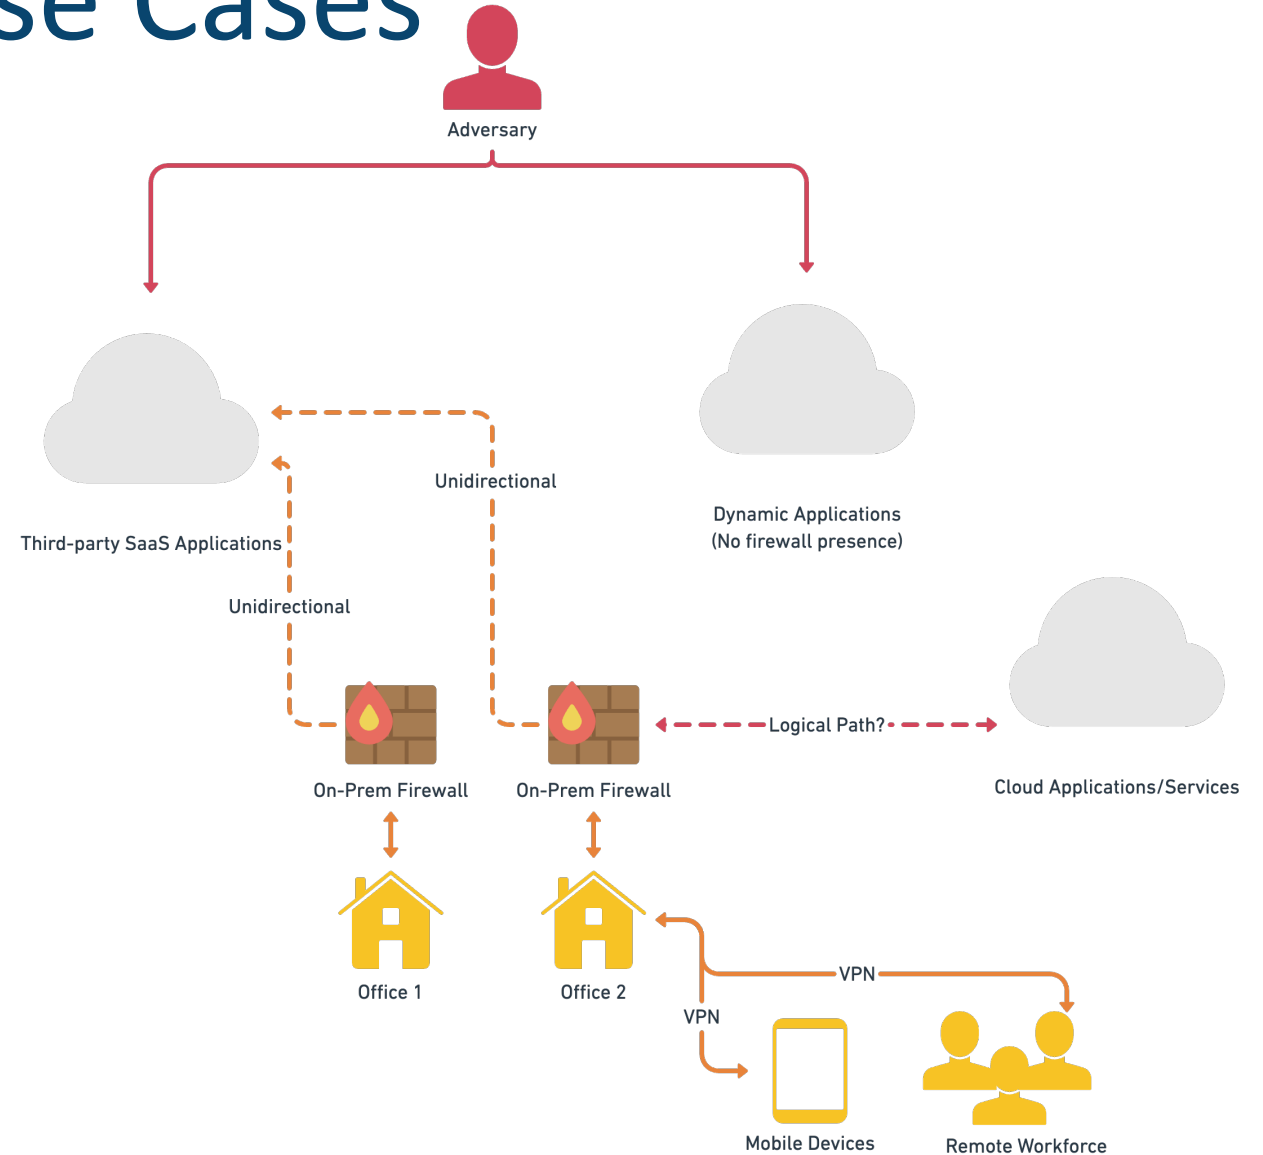 se Cases
Adversary
Unidirectional
Dynamic Applications
(No firewall presence)
Third-party SaaS Applications
Unidirectional
Logical Path?
Cloud Applications/Services
On-Prem Firewall
On-Prem Firewall
Office 1
Office 2
VPN
VPN
Mobile Devices
Remote Workforce